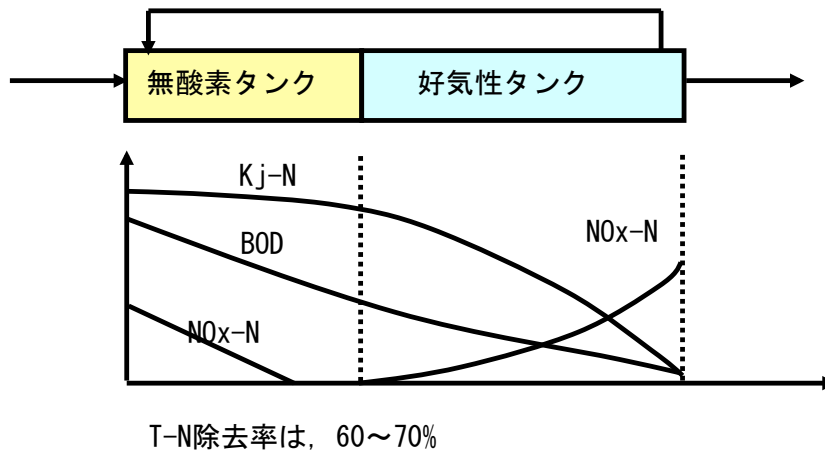 無酸素タンク
好気性タンク
Kj-N
NOx-N
BOD
NOx-N
T-N除去率は, 60～70%